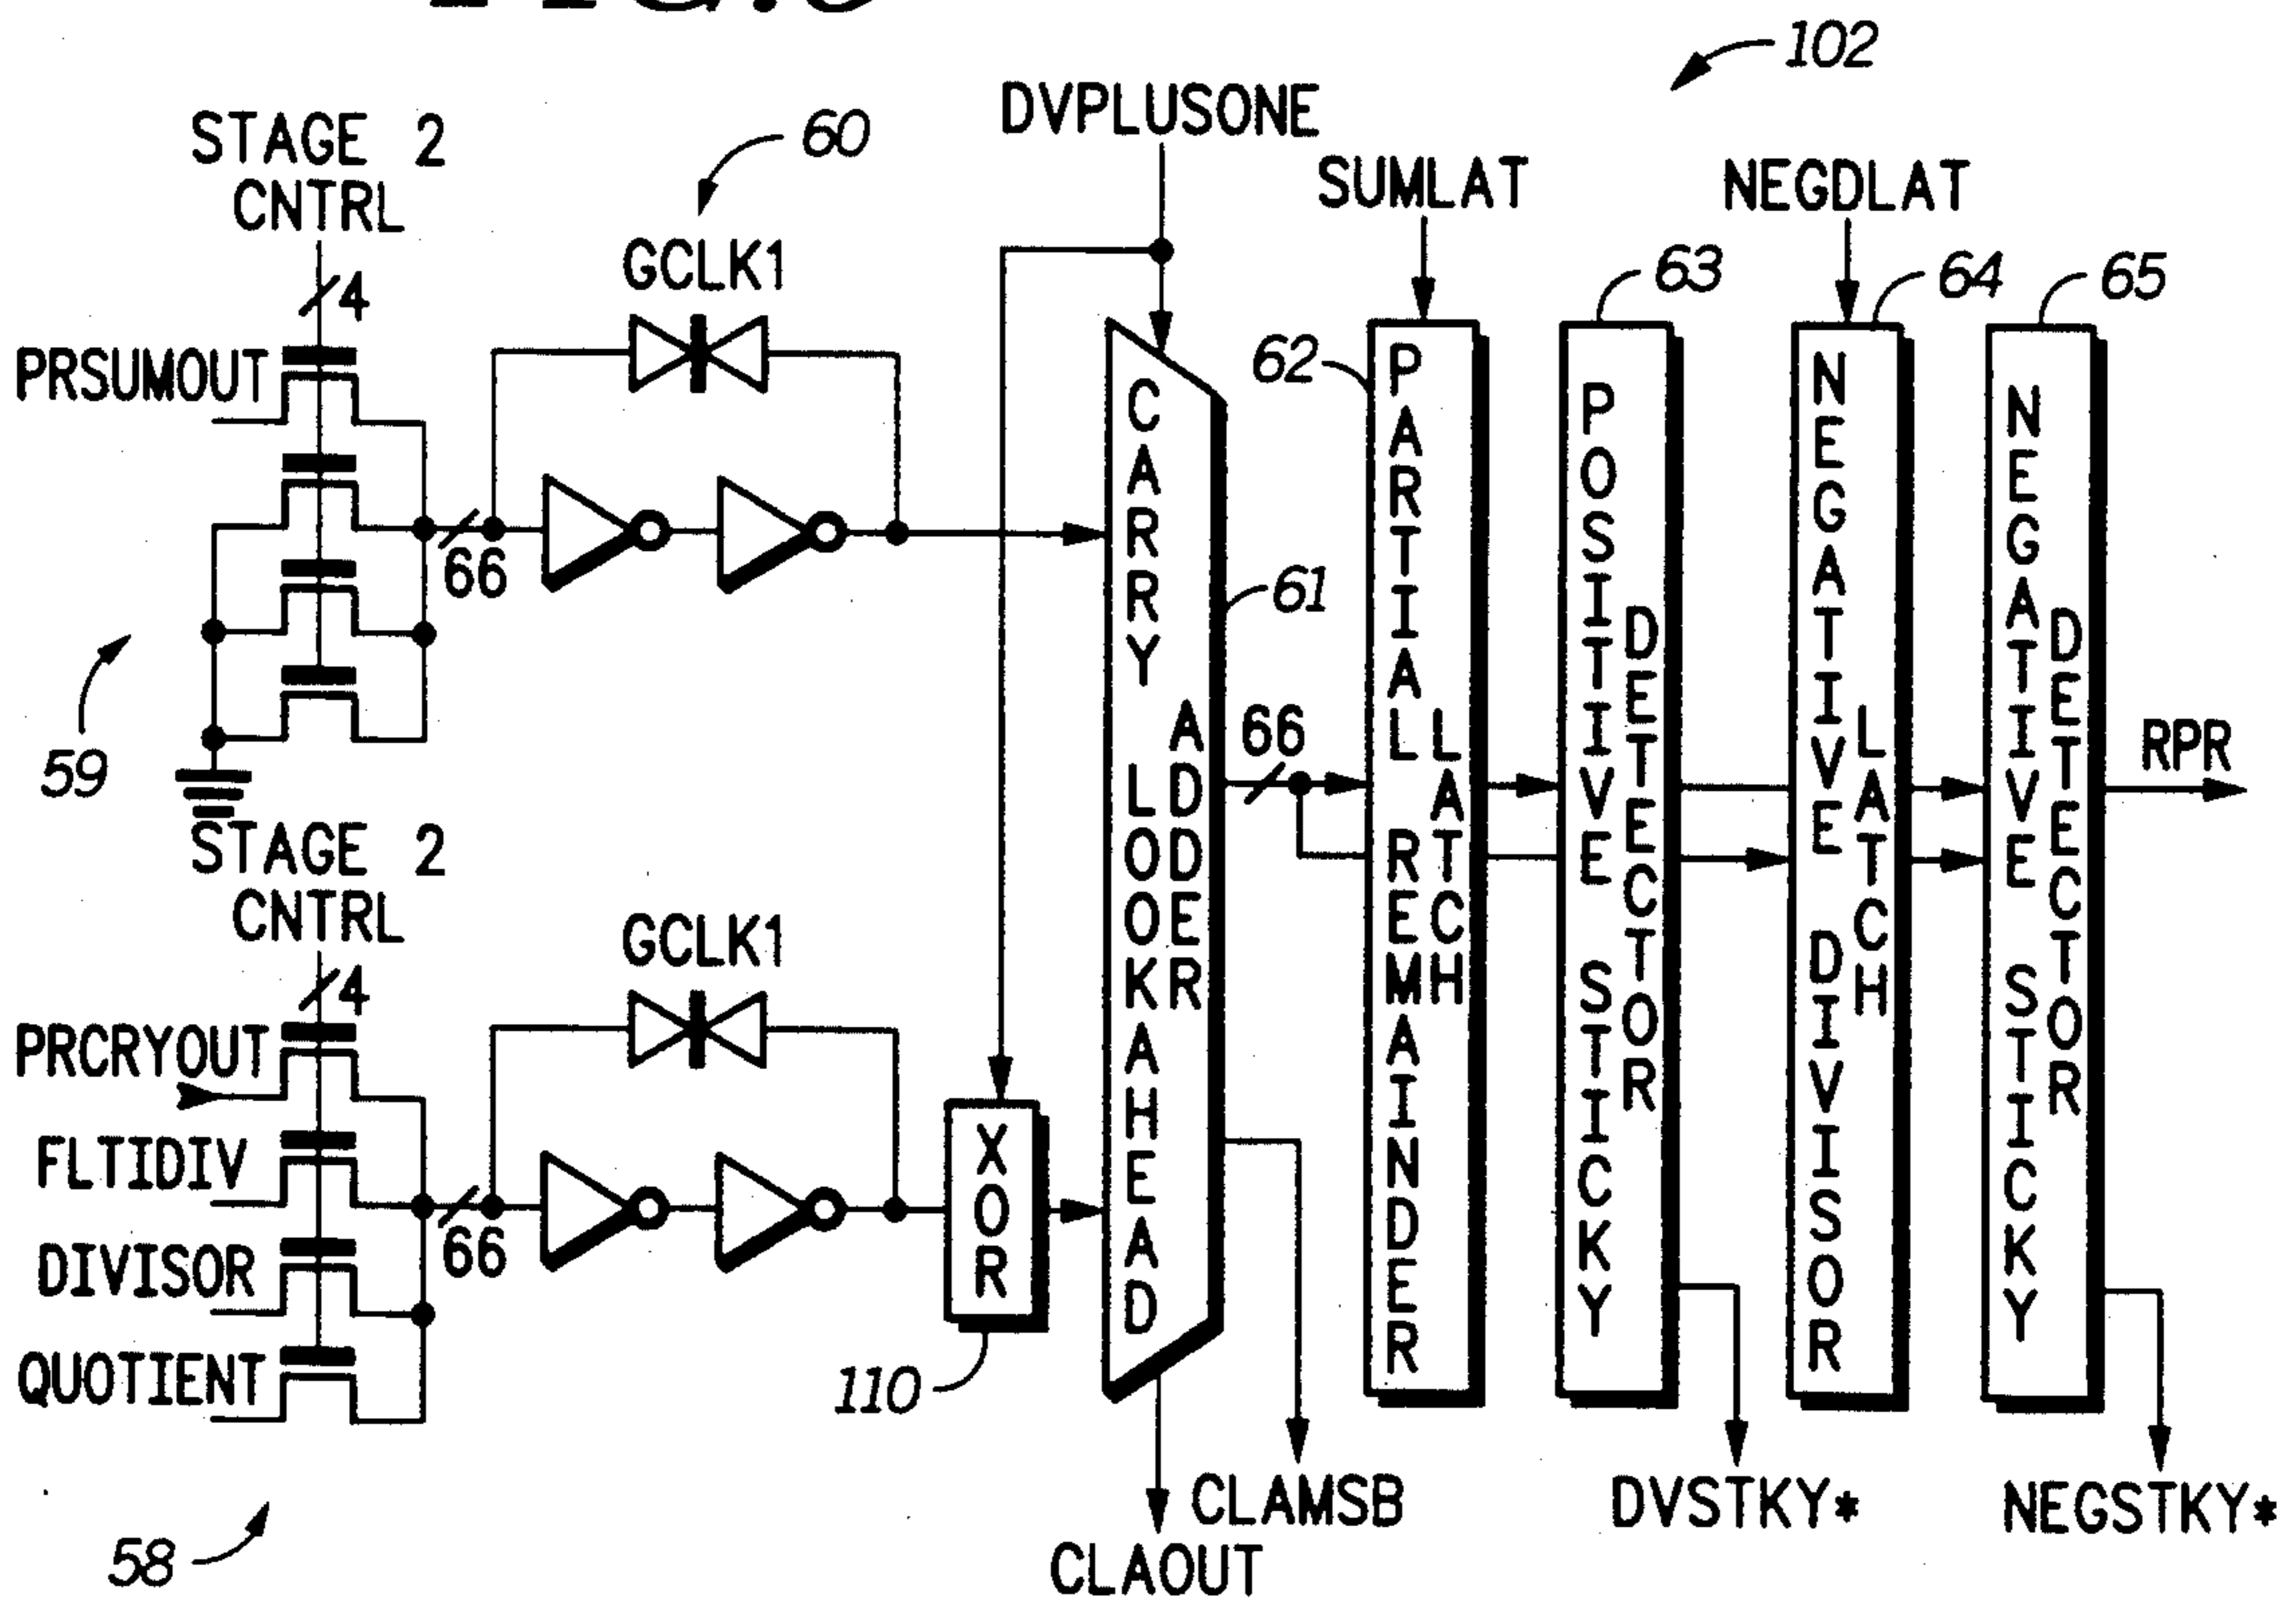 102
DVPLUSONE
STAGE 2
CNTRL
4
60
GCLK1
SUMLAT
NEGDLAT
63
64
65
62
PRSUMOUT
66
59
61
CARRY LOOKAHEAD
ADDER
66
PARTIAL REMAINDER
LATCH
POSITIVE STICKY
DETECTOR
NEGATIVE DIVISOR
LATCH
NEGATIVE STICKY
DETECTOR
RPR
STAGE 2
CNTRL
4
GCLK1
PRCRYOUT
FLTIDIV
DIVISOR
QUOTIENT
66
XOR
110
58
CLAMSB
CLAOUT
DVSTKY*
NEGSTKY*